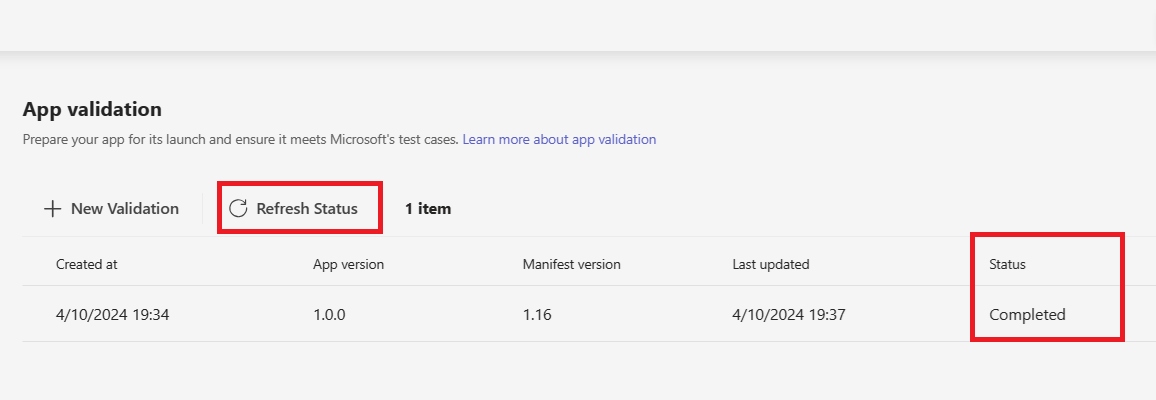 App validation
Prepare your app for its launch and ensure it meets Microsoft's test cases. Learn more about app validation
New Validation Refresh Status 1 item
Created at App version Manifest version Last updated Status
4/10/2024 19:34 1.0.0 1.16 4/10/2024 19:37 Completed